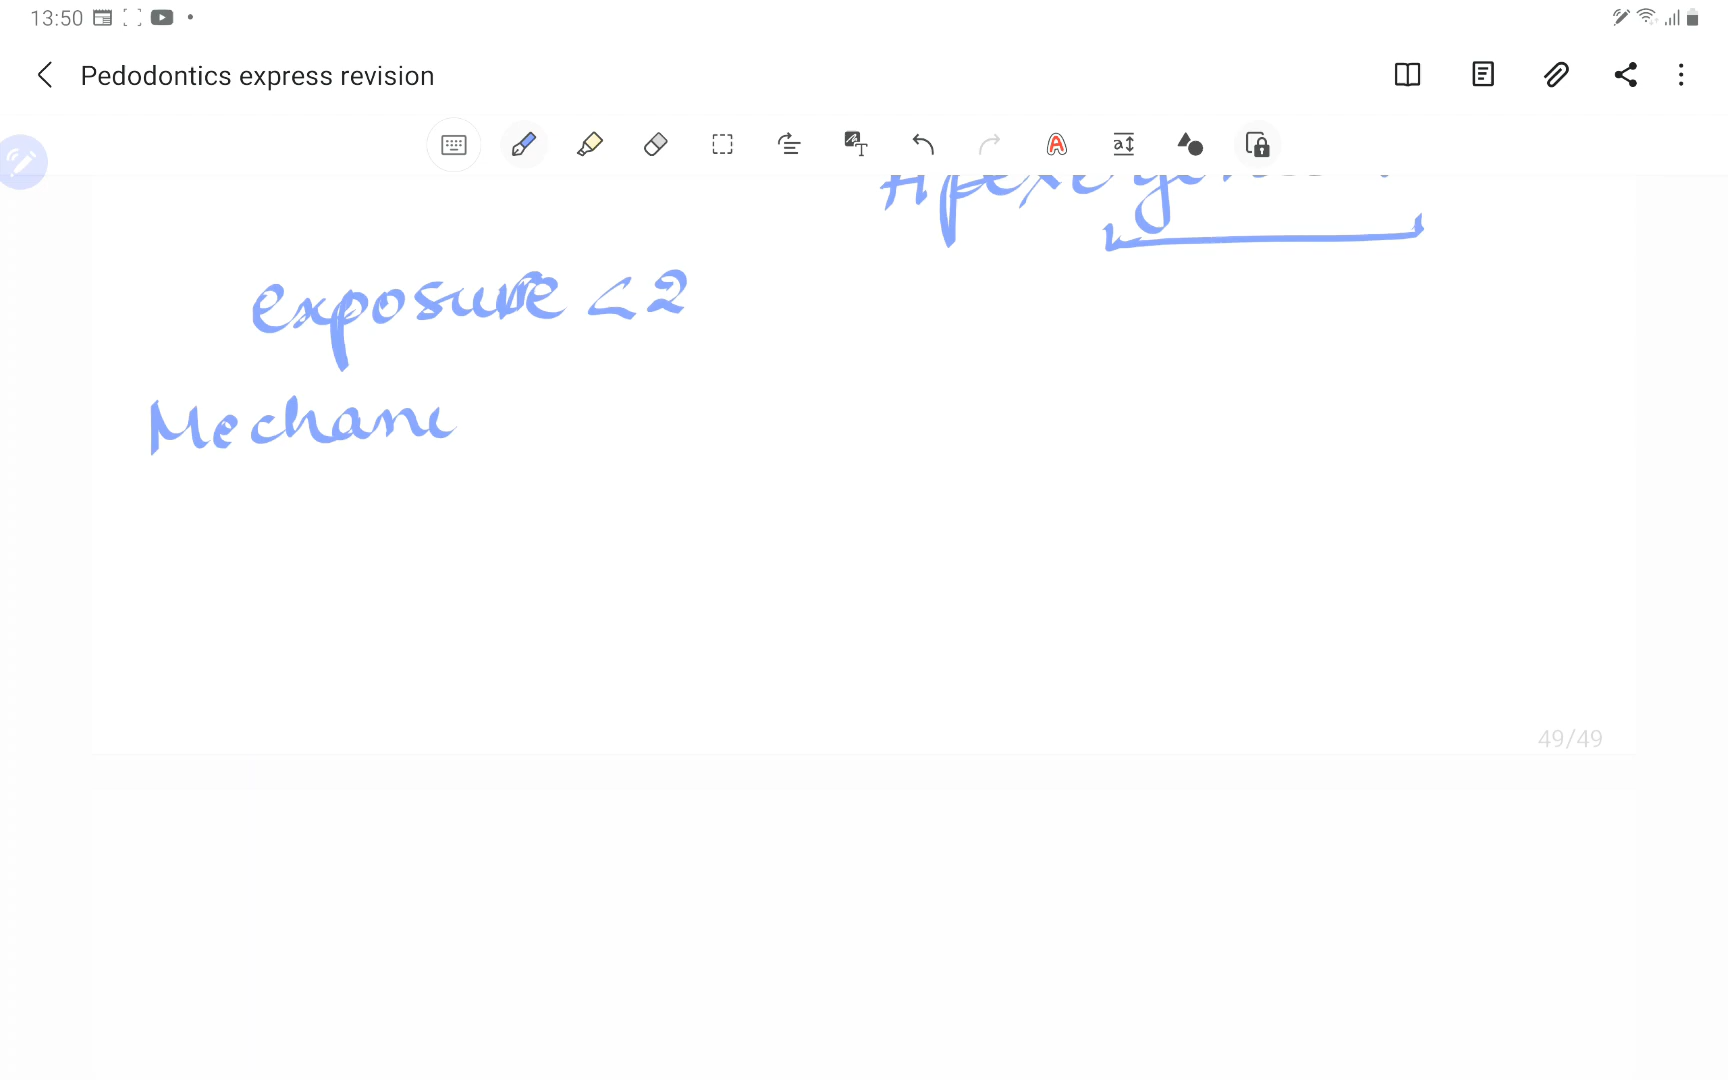 13:50
Pedodontics express revision
exposure <2
Mechani
49/49